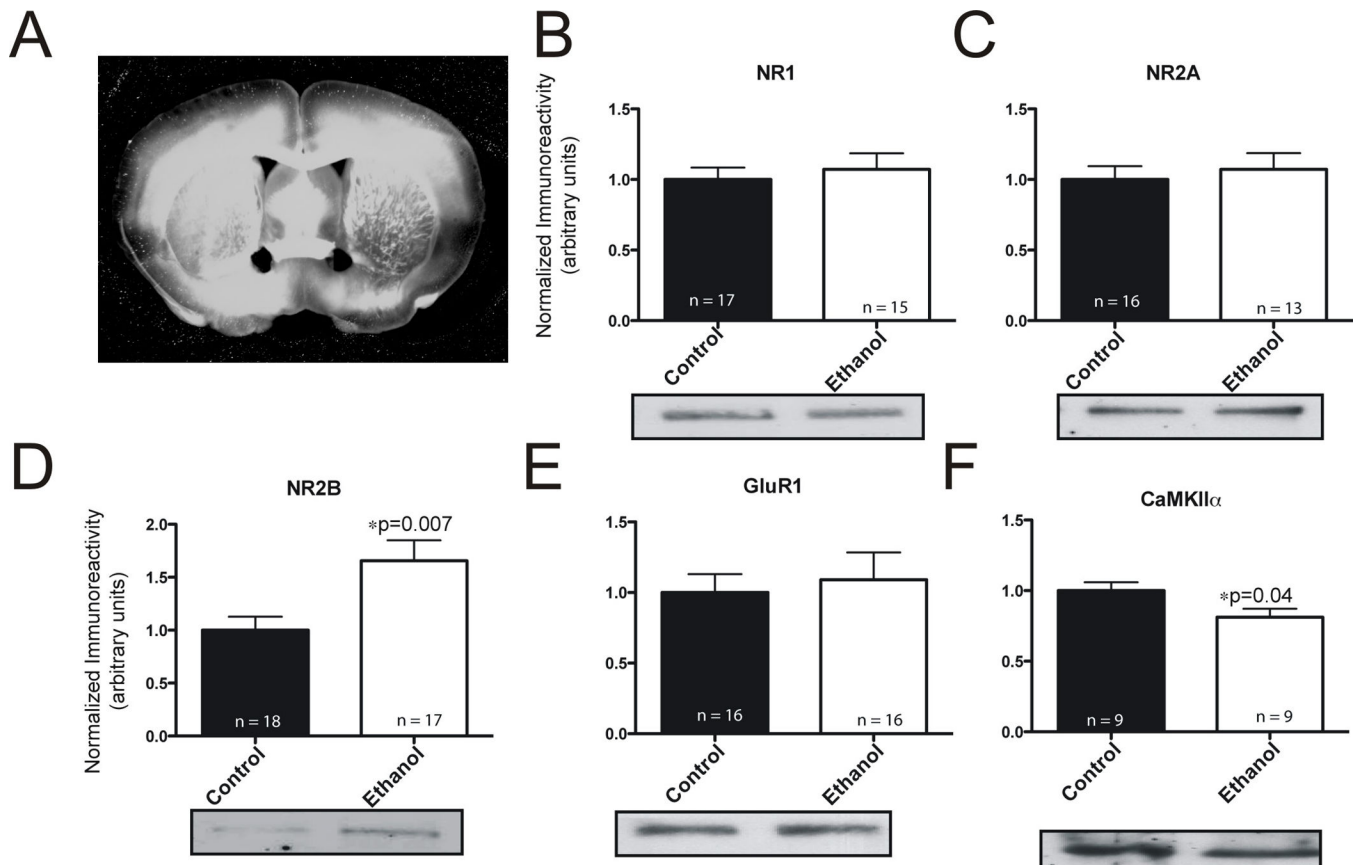 A
B
NR1
Normalized Immunoreactivity
(arbitrary units)
1.5
1.0
0.5
0.0
n = 17
n = 15
Control
Ethanol
C
NR2A
1.5
1.0
0.5
0.0
n = 16
n = 13
Control
Ethanol
D
NR2B
Normalized Immunoreactivity
(arbitrary units)
2.0
1.5
1.0
0.5
0.0
*p=0.007
n = 18
n = 17
Control
Ethanol
E
GluR1
1.5
1.0
0.5
0.0
n = 16
n = 16
Control
Ethanol
F
CaMKIIα
1.5
1.0
0.5
0.0
*p=0.04
n = 9
n = 9
Control
Ethanol